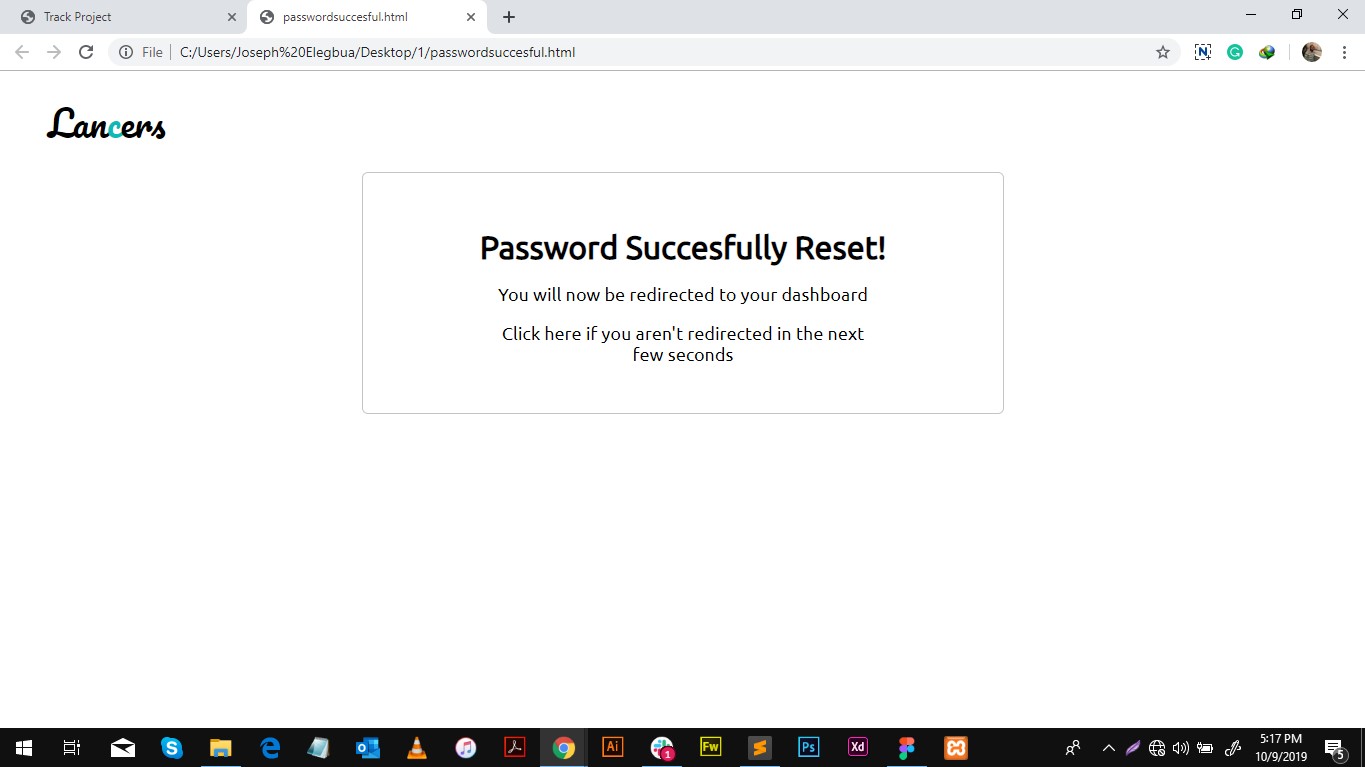 Track Project
passwordsuccesful.html
File
C:/Users/Joseph%20Elegbua/Desktop/1/passwordsuccesful.html
Lancers
Password Succesfully Reset!
You will now be redirected to your dashboard
Click here if you aren't redirected in the next
few seconds
N
G
Ai
1
Fw
Ps
Xd
5:17 PM
10/9/2019
5